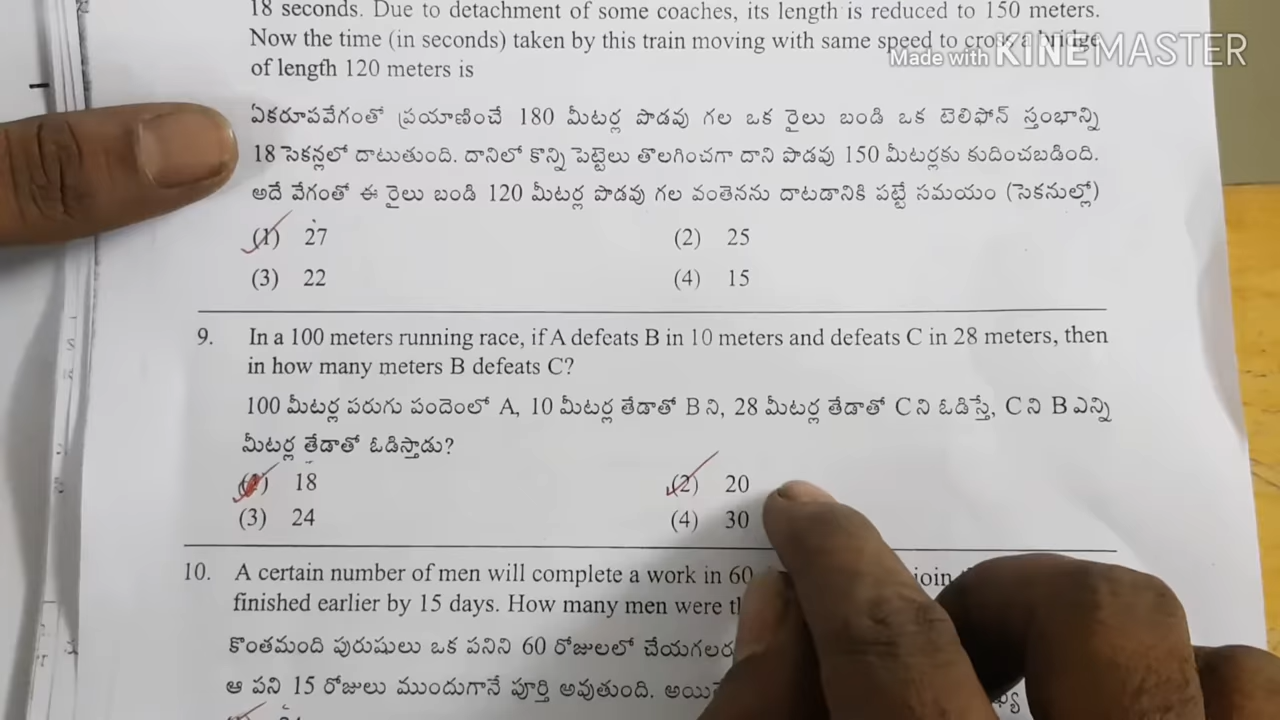 18 seconds. Due to detachment of some coaches, its length is reduced to 150 meters.
Now the time (in seconds) taken by this train moving with same speed to cross a bridge
Made with KINEMASTER
of length 120 meters is
ఏకరూపవేగంతో ప్రయాణించే 180 మీటర్ల పొడవు గల ఒక రైలు బండి ఒక టెలిఫోన్ స్తంభాన్ని
18 సెకన్లలో దాటుతుంది. దానిలో కొన్ని పెట్టెలు తొలగించగా దాని పొడవు 150 మీటర్లకు కుదించబడింది.
అదే వేగంతో ఈ రైలు బండి 120 మీటర్ల పొడవు గల వంతెనను దాటడానికి పట్టే సమయం (సెకనుల్లో)
(1) 27 (2) 25
(3) 22 (4) 15
9. In a 100 meters running race, if A defeats B in 10 meters and defeats C in 28 meters, then
in how many meters B defeats C?
100 మీటర్ల పరుగు పందెంలో A, 10 మీటర్ల తేడాతో B ని, 28 మీటర్ల తేడాతో C ని ఓడిస్తే, C ని B ఎన్ని
మీటర్ల తేడాతో ఓడిస్తాడు?
(1) 18 (2) 20
(3) 24 (4) 30
10. A certain number of men will complete a work in 60 join
finished earlier by 15 days. How many men were
కొంతమంది పురుషులు ఒక పనిని 60 రోజులలో
ఆ పని 15 రోజులు ముందుగానే పూర్తి అవుతుంది.